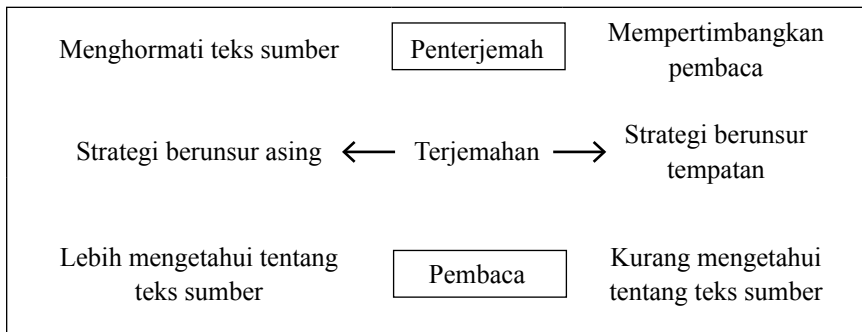 Menghormati teks sumber
Penterjemah
Mempertimbangkan
pembaca
Strategi berunsur asing
Terjemahan
Strategi berunsur
tempatan
Lebih mengetahui tentang
teks sumber
Pembaca
Kurang mengetahui
tentang teks sumber